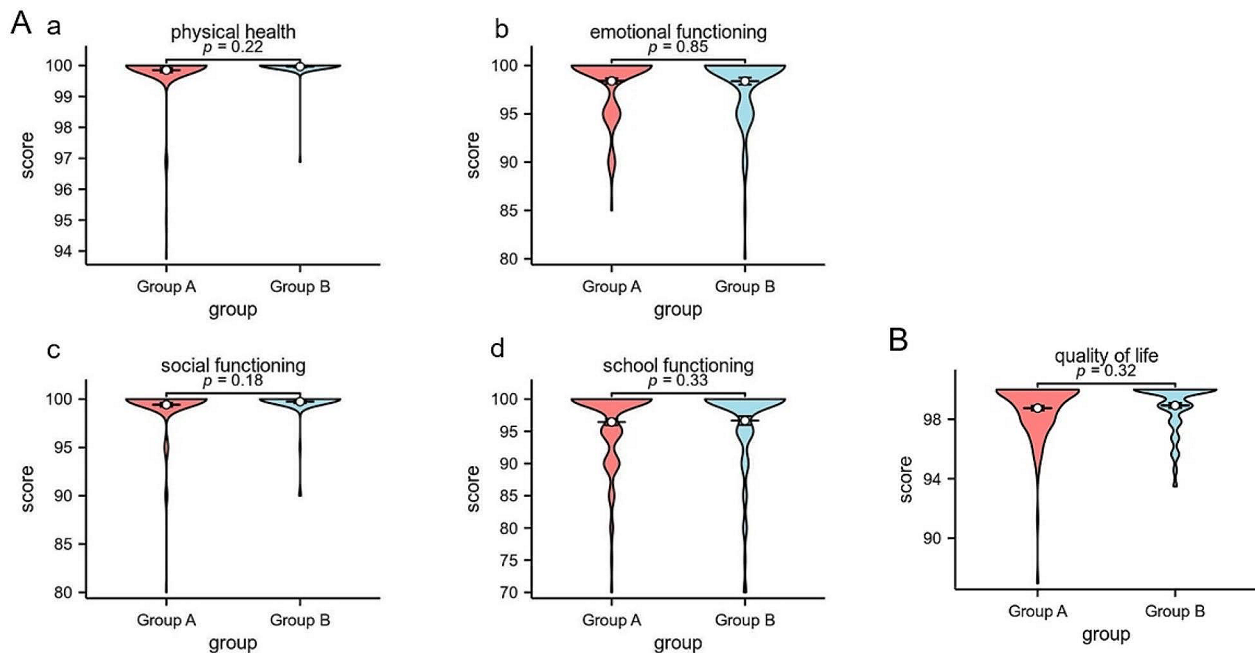 A
a
physical health
p = 0.22
100
99
98
97
96
95
94
score
Group A
Group B
group
b
emotional functioning
p = 0.85
100
95
90
85
80
score
Group A
Group B
group
c
social functioning
p = 0.18
100
95
90
85
80
score
Group A
Group B
group
d
school functioning
p = 0.33
100
95
90
85
80
75
70
score
Group A
Group B
group
B
quality of life
p = 0.32
98
94
90
score
Group A
Group B
group